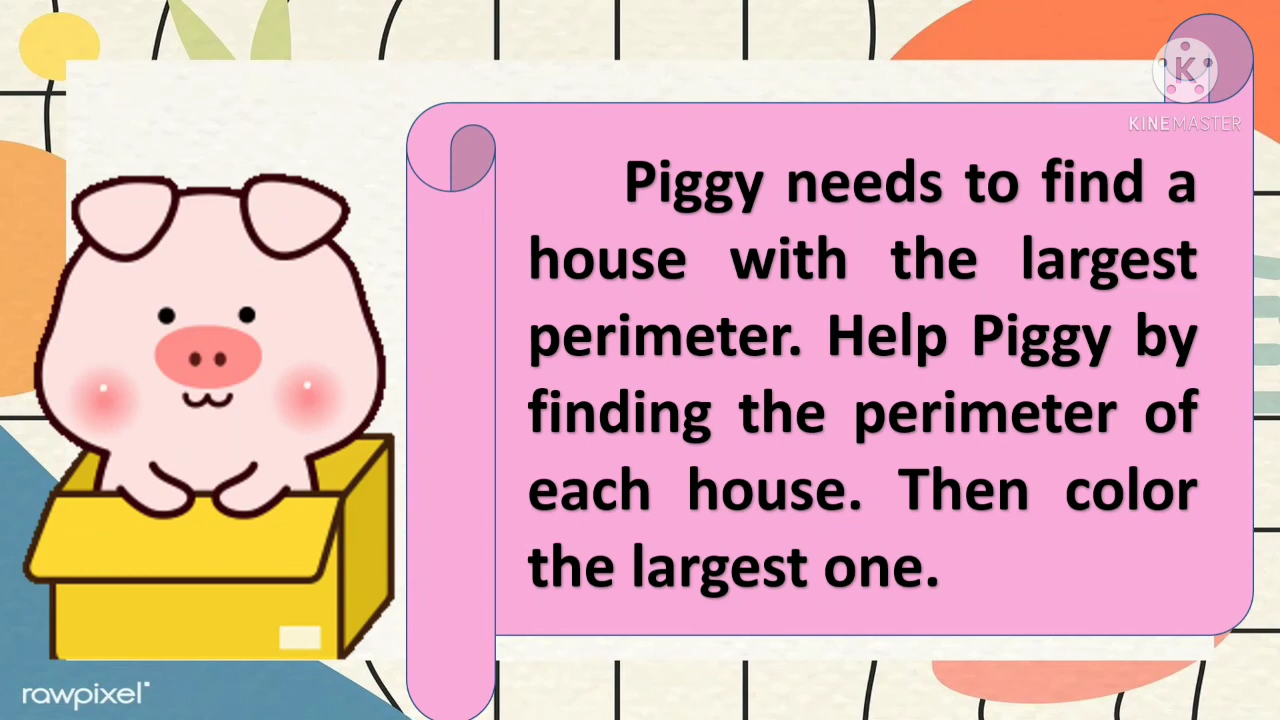 K
KINEMASTER
Piggy needs to find a
house with the largest
perimeter. Help Piggy by
finding the perimeter of
each house. Then color
the largest one.
rawpixel